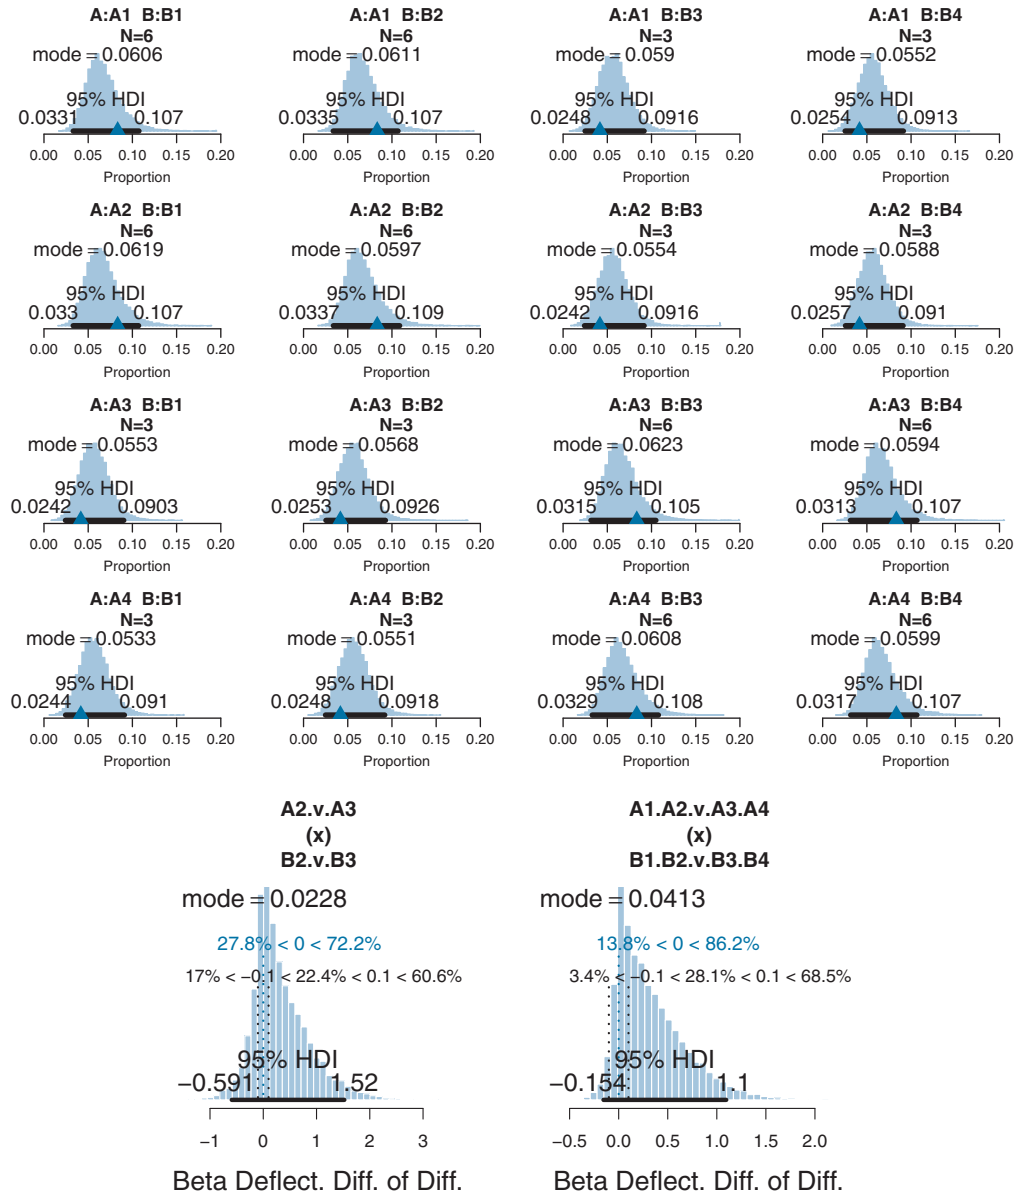 A:A1 B:B1 A:A1 B:B2 A:A1 B:B3 A:A1 B:B4
N=6 N=6 N=3 N=3
mode = 0.0606 mode = 0.0611 mode = 0.059 mode = 0.0552
95% HDI 95% HDI 95% HDI 95% HDI
0.0331 0.107 0.0335 0.107 0.0248 0.0916 0.0254 0.0913
0.00 0.05 0.10 0.15 0.20 0.00 0.05 0.10 0.15 0.20 0.00 0.05 0.10 0.15 0.20 0.00 0.05 0.10 0.15 0.20
Proportion Proportion Proportion Proportion
A:A2 B:B1 A:A2 B:B2 A:A2 B:B3 A:A2 B:B4
N=6 N=6 N=3 N=3
mode = 0.0619 mode = 0.0597 mode = 0.0554 mode = 0.0588
95% HDI 95% HDI 95% HDI 95% HDI
0.033 0.107 0.0337 0.109 0.0242 0.0916 0.0257 0.091
0.00 0.05 0.10 0.15 0.20 0.00 0.05 0.10 0.15 0.20 0.00 0.05 0.10 0.15 0.20 0.00 0.05 0.10 0.15 0.20
Proportion Proportion Proportion Proportion
A:A3 B:B1 A:A3 B:B2 A:A3 B:B3 A:A3 B:B4
N=3 N=3 N=6 N=6
mode = 0.0553 mode = 0.0568 mode = 0.0623 mode = 0.0594
95% HDI 95% HDI 95% HDI 95% HDI
0.0242 0.0903 0.0253 0.0926 0.0315 0.105 0.0313 0.107
0.00 0.05 0.10 0.15 0.20 0.00 0.05 0.10 0.15 0.20 0.00 0.05 0.10 0.15 0.20 0.00 0.05 0.10 0.15 0.20
Proportion Proportion Proportion Proportion
A:A4 B:B1 A:A4 B:B2 A:A4 B:B3 A:A4 B:B4
N=3 N=3 N=6 N=6
mode = 0.0533 mode = 0.0551 mode = 0.0608 mode = 0.0599
95% HDI 95% HDI 95% HDI 95% HDI
0.0244 0.091 0.0248 0.0918 0.0329 0.108 0.0317 0.107
0.00 0.05 0.10 0.15 0.20 0.00 0.05 0.10 0.15 0.20 0.00 0.05 0.10 0.15 0.20 0.00 0.05 0.10 0.15 0.20
Proportion Proportion Proportion Proportion
A2.v.A3 A1.A2.v.A3.A4
(x) (x)
B2.v.B3 B1.B2.v.B3.B4
mode = 0.0228 mode = 0.0413
27.8% < 0 < 72.2% 13.8% < 0 < 86.2%
17% < −0.1 < 22.4% < 0.1 < 60.6% 3.4% < −0.1 < 28.1% < 0.1 < 68.5%
95% HDI 95% HDI
−0.591 1.52 −0.154 1.1
−1 0 1 2 3 −0.5 0.0 0.5 1.0 1.5 2.0
Beta Deflect. Diff. of Diff. Beta Deflect. Diff. of Diff.